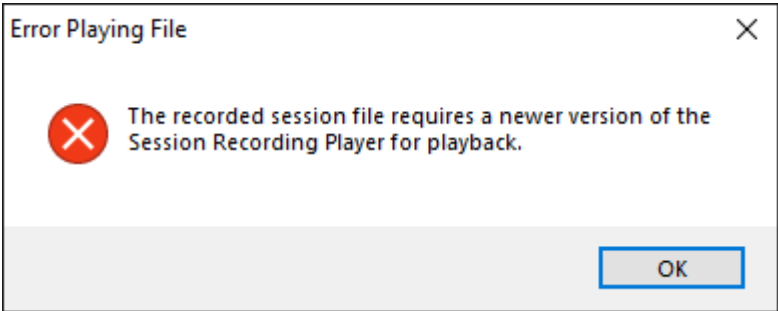 Error Playing File
The recorded session file requires a newer version of the
Session Recording Player for playback.
OK